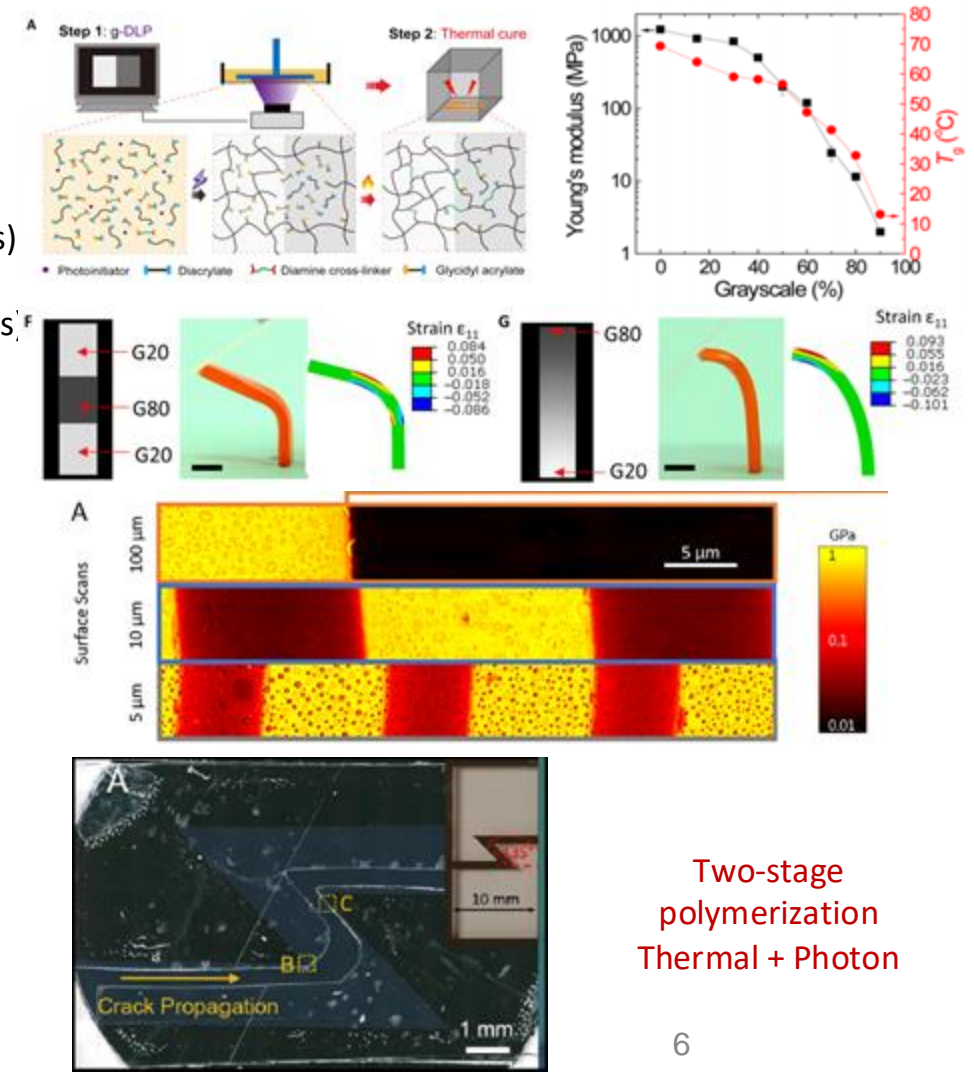 A
Step 1: g-DLP
Step 2: Thermal cure
s)
Photoinitiator
Diacrylate
Diamine cross-linker
Glycidyl acrylate
Young's modulus (MPa)
1000
100
10
1
0 20 40 60 80 100
Grayscale (%)
80
70
60
50
40
30
20
10
0
Tg (°C)
s)
F
G20
G80
G20
Strain ε₁₁
0.084
0.050
0.016
−0.018
−0.052
−0.086
G
G80
G20
Strain ε₁₁
0.093
0.055
0.016
−0.023
−0.062
−0.101
A
Surface Scans
100 µm
10 µm
5 µm
5 µm
GPa
1
0.1
0.01
A
C
B
Crack Propagation
1 mm
10 mm
Two-stage
polymerization
Thermal + Photon
6